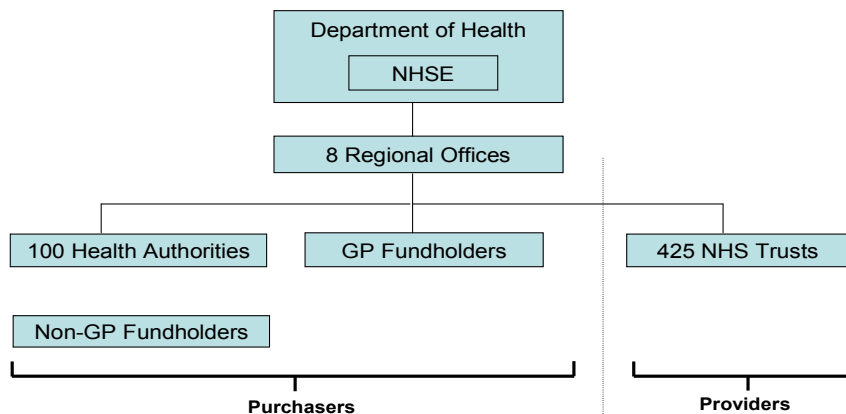 Department of Health
NHSE
8 Regional Offices
100 Health Authorities
GP Fundholders
425 NHS Trusts
Non-GP Fundholders
Purchasers
Providers